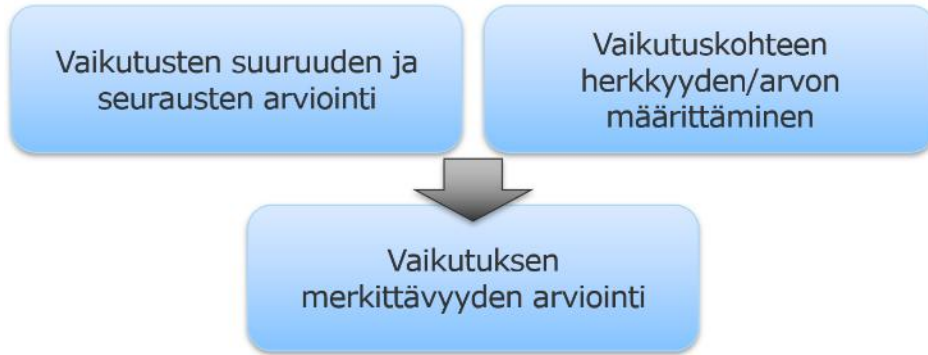 Vaikutusten suuruuden ja
seurausten arviointi
Vaikutuskohteen
herkkyyden/arvon
määrittäminen
Vaikutuksen
merkittävyyden arviointi